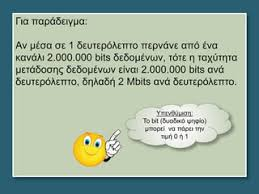 Για παράδειγμα:
Αν μέσα σε 1 δευτερόλεπτο περνάνε από ένα
κανάλι 2.000.000 bits δεδομένων, τότε η ταχύτητα
μετάδοσης δεδομένων είναι 2.000.000 bits ανά
δευτερόλεπτο, δηλαδή 2 Mbits ανά δευτερόλεπτο.
Υπενθύμιση:
Το bit (δυαδικό ψηφίο)
μπορεί να πάρει την
τιμή 0 ή 1